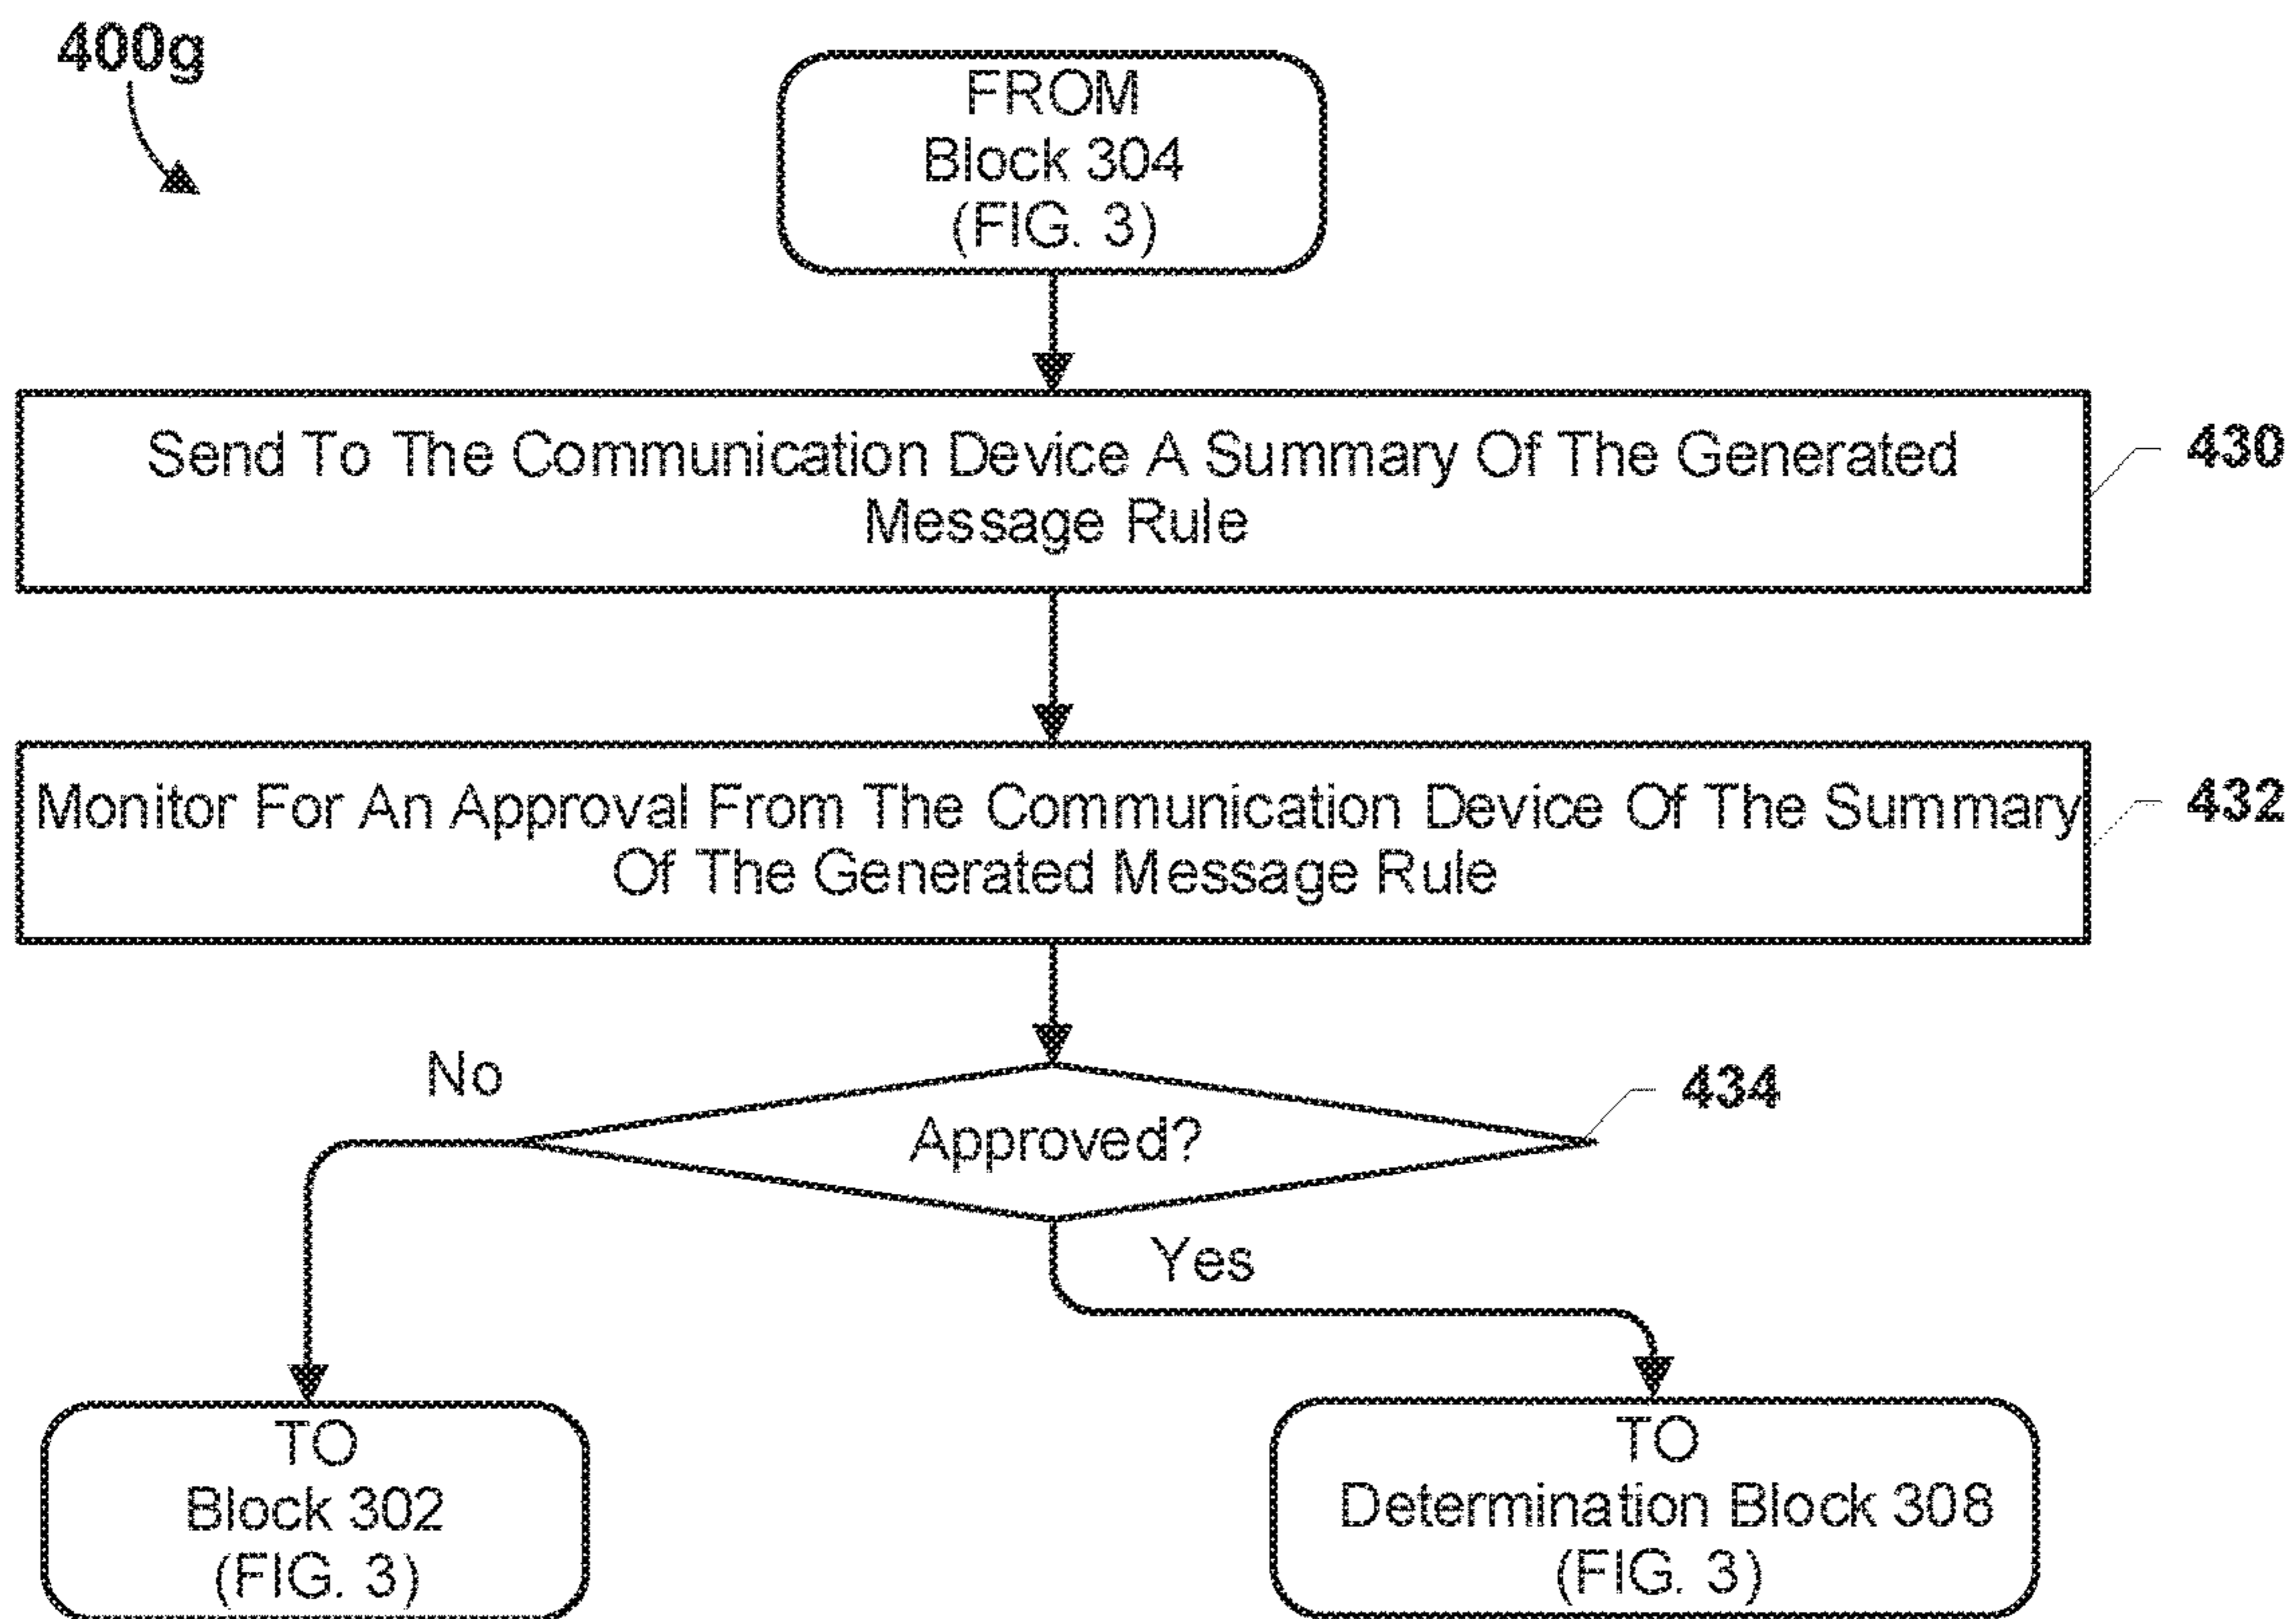 400g
FROM
Block 304
(FIG. 3)
Send To The Communication Device A Summary Of The Generated
Message Rule
430
Monitor For An Approval From The Communication Device Of The Summary
Of The Generated Message Rule
432
No
Approved?
434
Yes
TO
Block 302
(FIG. 3)
TO
Determination Block 308
(FIG. 3)